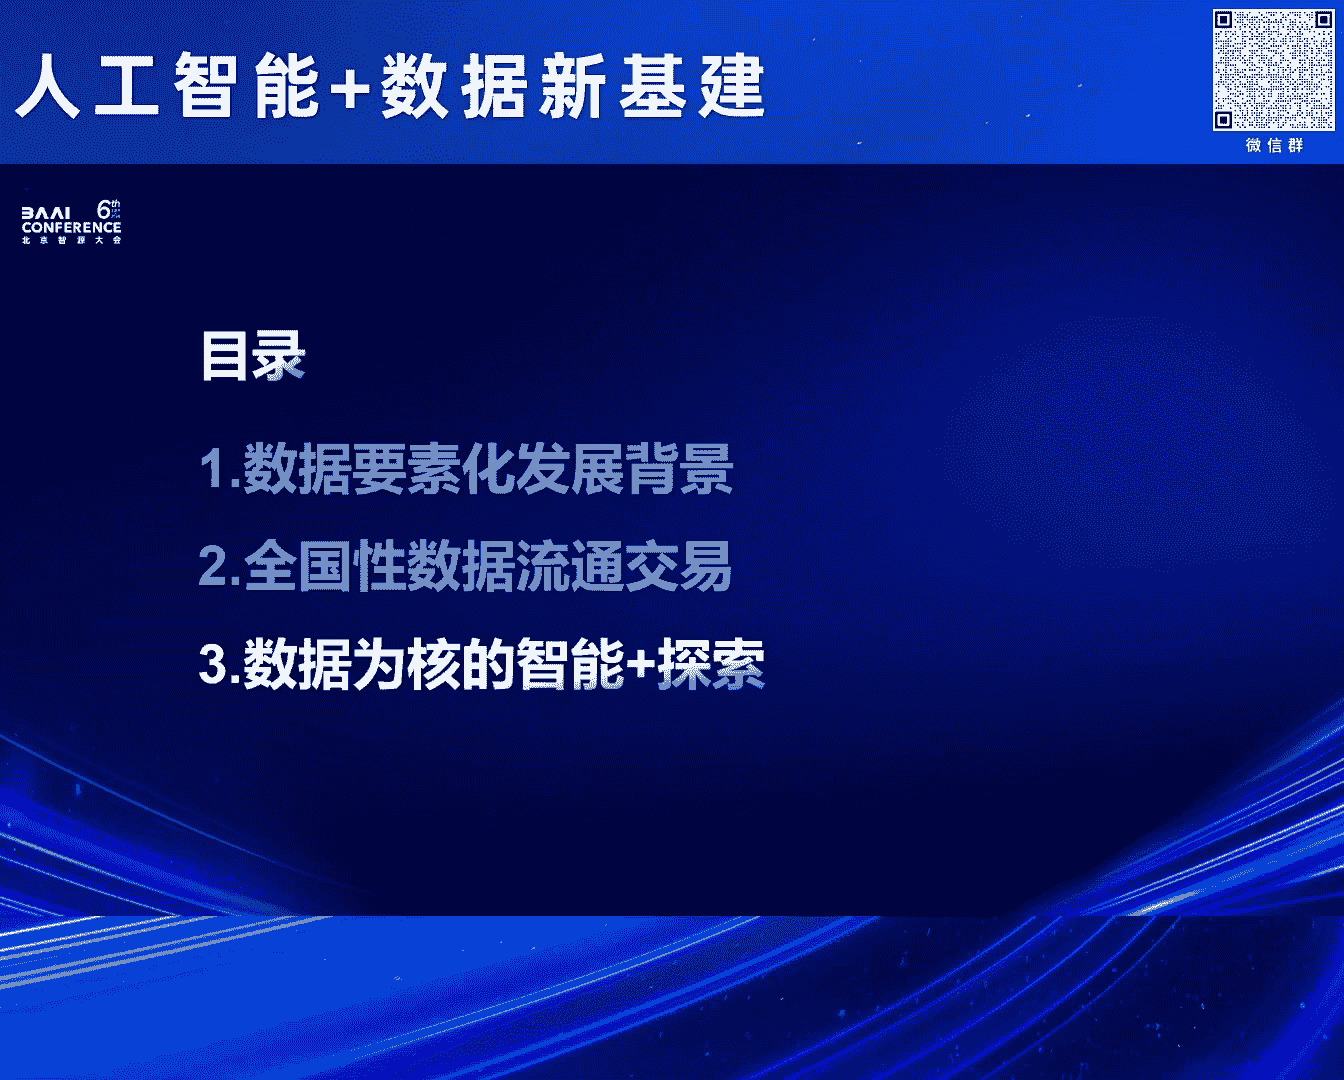 人工智能+数据新基建
微信群
BAAI 6th
CONFERENCE
北京智源大会
目录
1.数据要素化发展背景
2.全国性数据流通交易
3.数据为核的智能+探索